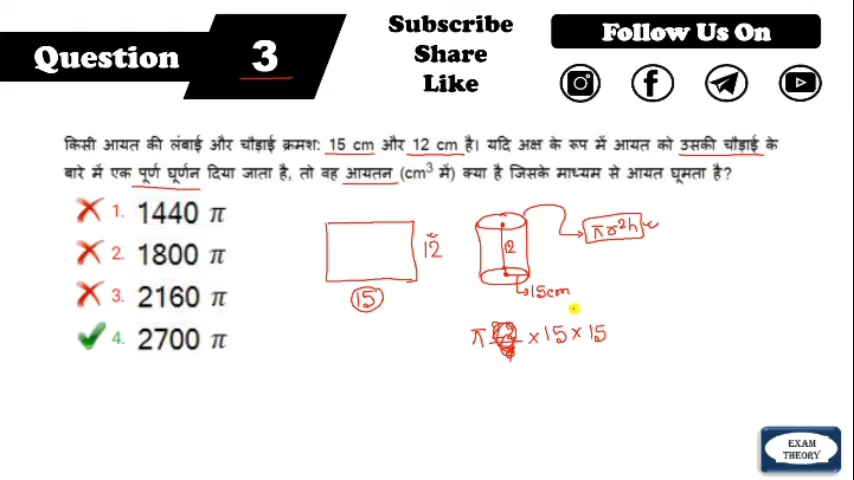 Question
3
Subscribe
Share
Like
Follow Us On
किसी आयत की लंबाई और चौड़ाई क्रमश: 15 cm और 12 cm है। यदि अक्ष के रूप में आयत को उसकी चौड़ाई के
बारे में एक पूर्ण घूर्णन दिया जाता है, तो वह आयतन (cm³ में) क्या है जिसके माध्यम से आयत घूमता है?
1. 1440 π
2. 1800 π
3. 2160 π
4. 2700 π
12
15
12
πr²h
15cm
π × 15 × 15
EXAM
THEORY